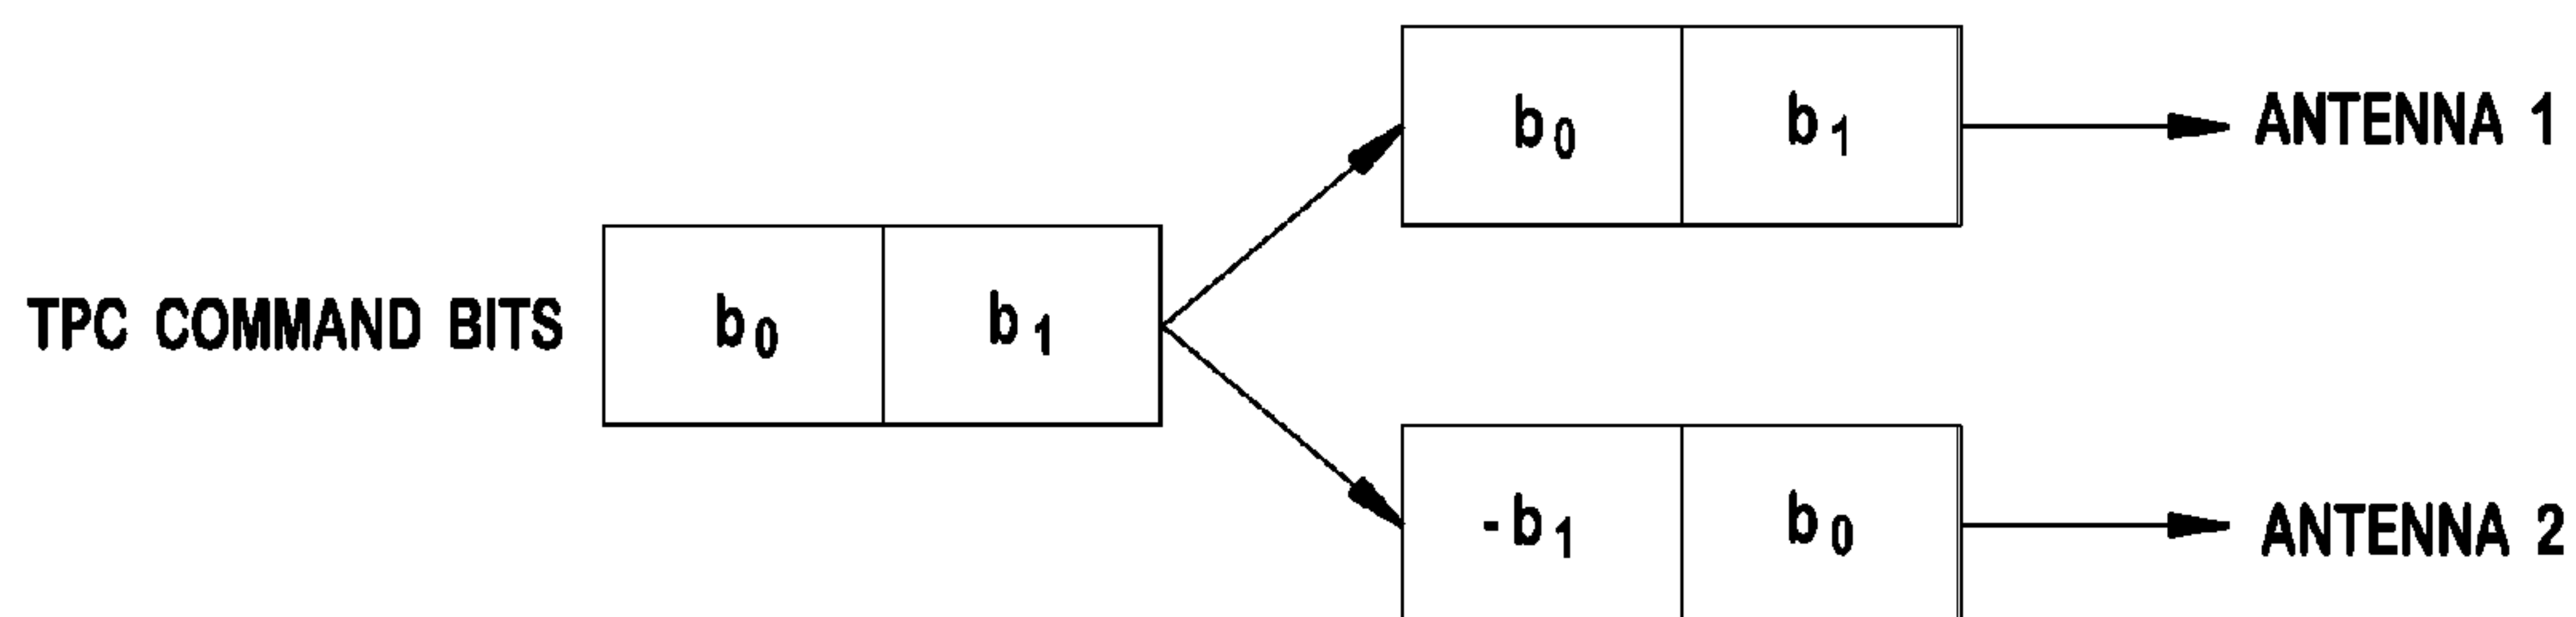 b0 b1 ANTENNA 1
TPC COMMAND BITS b0 b1
-b1 b0 ANTENNA 2